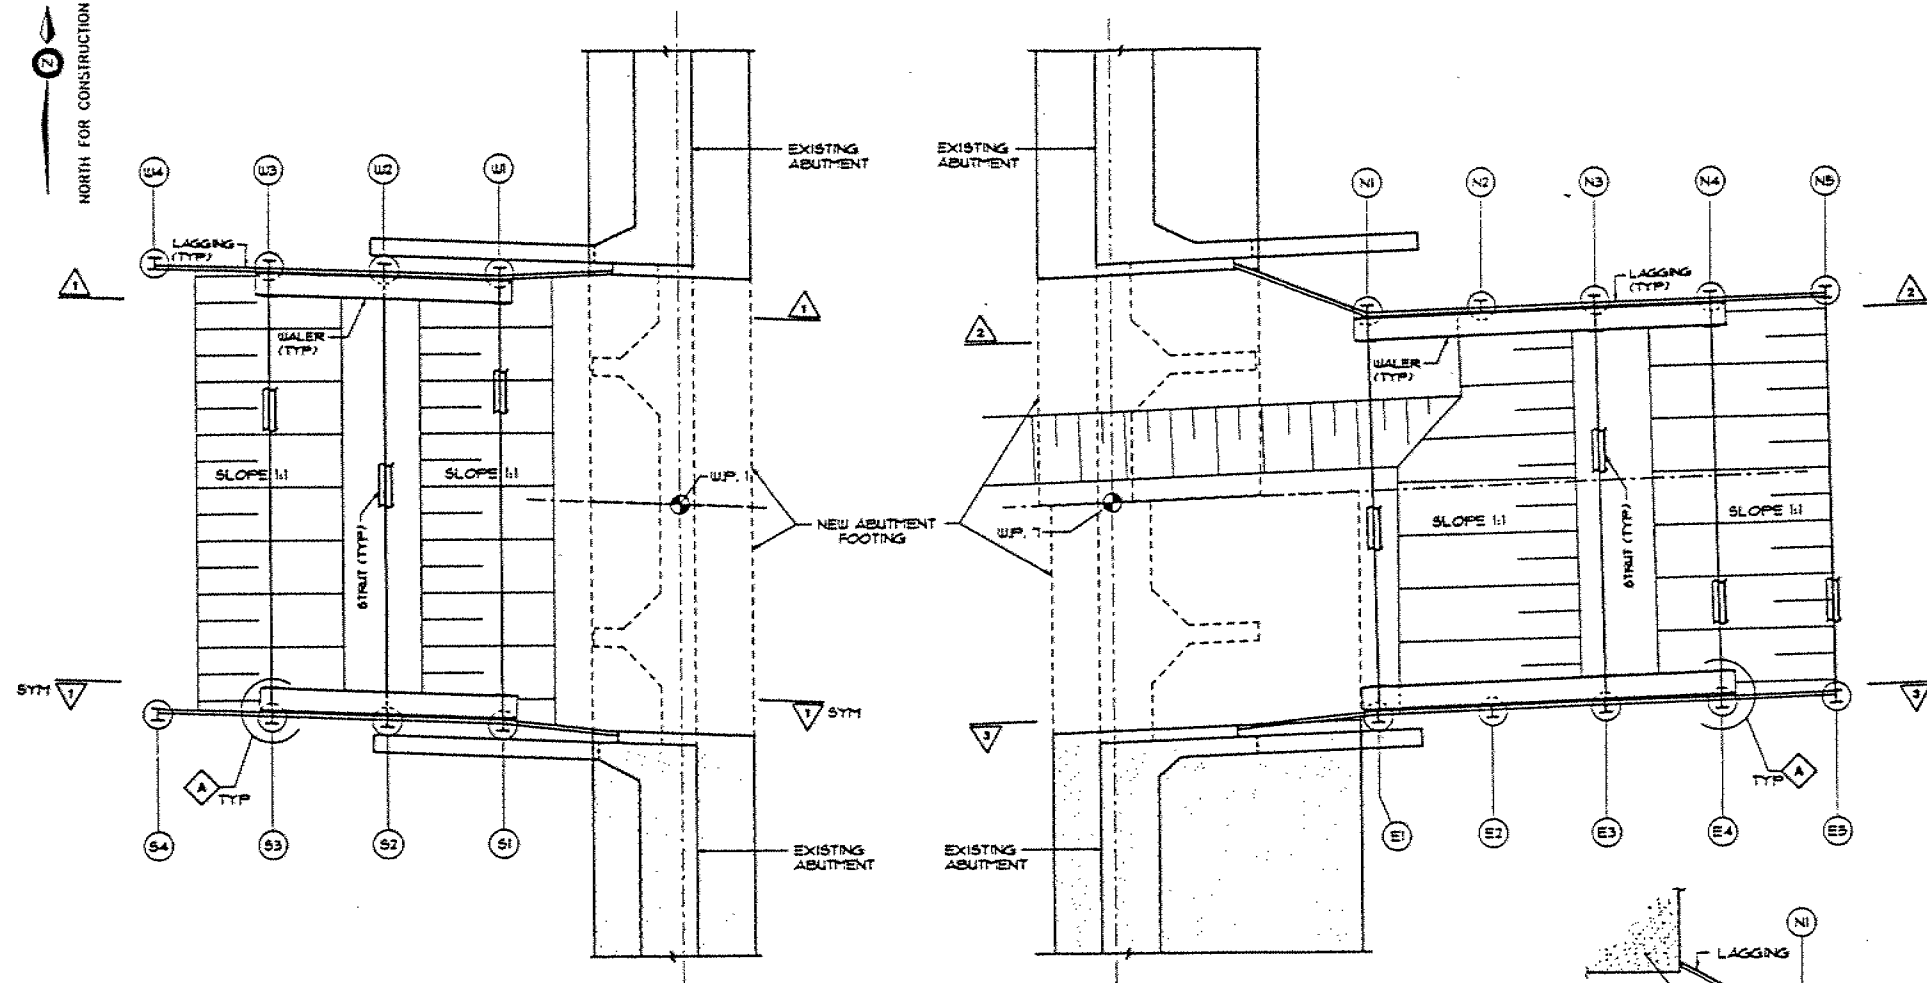 N
NORTH FOR CONSTRUCTION
W4
W3
W2
W1
EXISTING
ABUTMENT
EXISTING
ABUTMENT
N1
N2
N3
N4
N5
LAGGING
(TYP)
LAGGING
(TYP)
1
1
2
2
WALER
(TYP)
WALER
(TYP)
SLOPE 1:1
SLOPE 1:1
W.P. 1
NEW ABUTMENT
FOOTING
W.P. 7
SLOPE 1:1
SLOPE 1:1
STRUT (TYP)
STRUT (TYP)
SYM 1
1 SYM
3
3
A
TYP
TYP
A
S4
S3
S2
S1
EXISTING
ABUTMENT
EXISTING
ABUTMENT
E1
E2
E3
E4
E5
N1
LAGGING